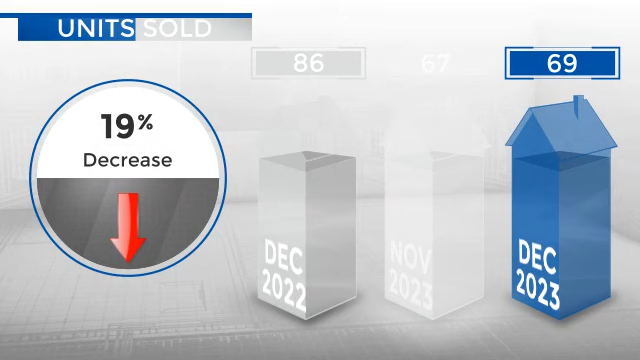 UNITS SOLD
86
67
69
19%
Decrease
DEC
2022
NOV
2023
DEC
2023